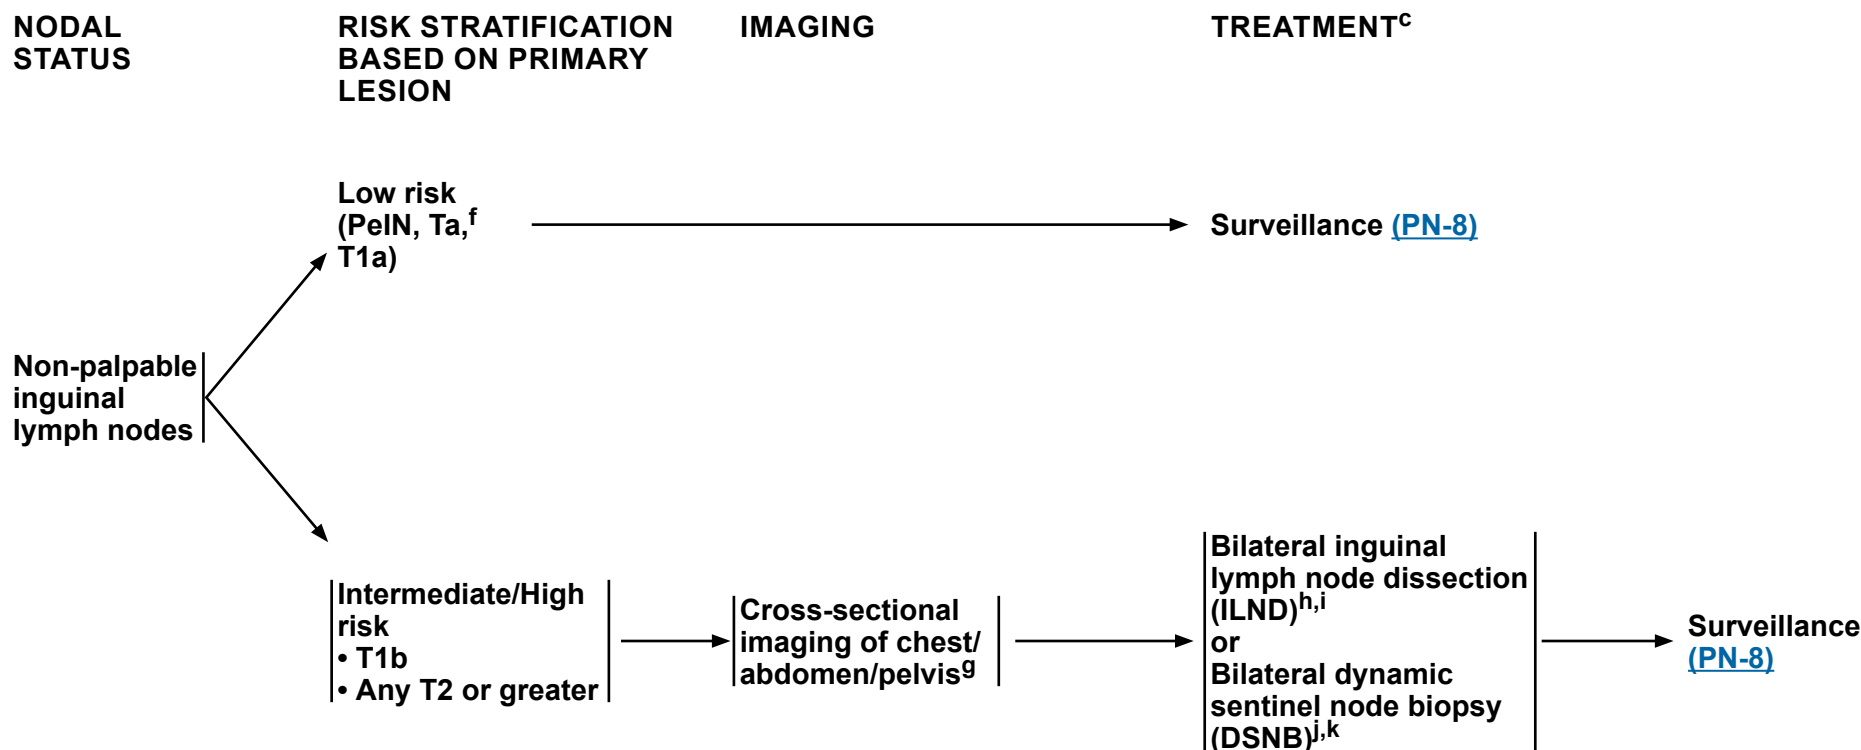 NODAL
STATUS
RISK STRATIFICATION
BASED ON PRIMARY
LESION
IMAGING
TREATMENTᶜ
Low risk
(PeIN, Ta,ᶠ
T1a)
Surveillance (PN-8)
Non-palpable
inguinal
lymph nodes
Intermediate/High
risk
• T1b
• Any T2 or greater
Cross-sectional
imaging of chest/
abdomen/pelvisᵍ
Bilateral inguinal
lymph node dissection
(ILND)ʰ,ⁱ
or
Bilateral dynamic
sentinel node biopsy
(DSNB)ʲ,ᵏ
Surveillance
(PN-8)